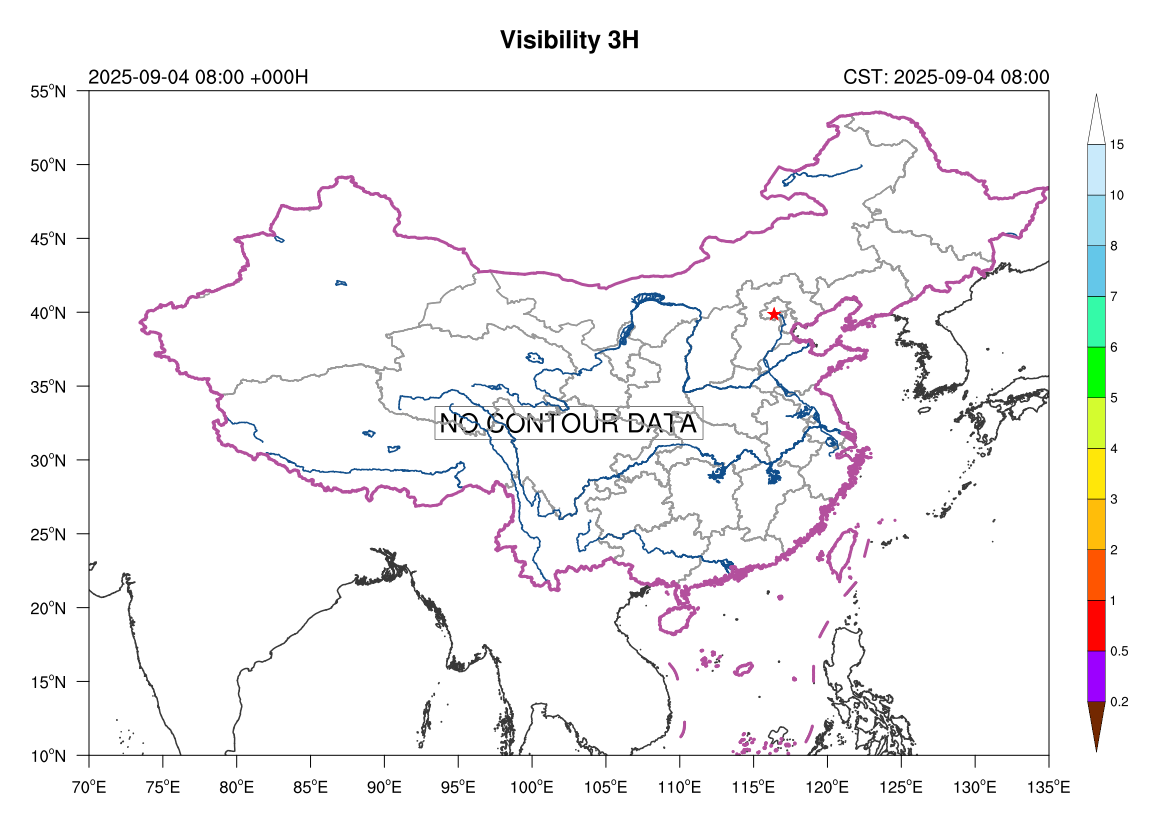 Visibility 3H
2025-09-04 08:00 +000H
CST: 2025-09-04 08:00
55°N
50°N
45°N
40°N
35°N
30°N
25°N
20°N
15°N
10°N
NO CONTOUR DATA
70°E
75°E
80°E
85°E
90°E
95°E
100°E
105°E
110°E
115°E
120°E
125°E
130°E
135°E
15
10
8
7
6
5
4
3
2
1
0.5
0.2